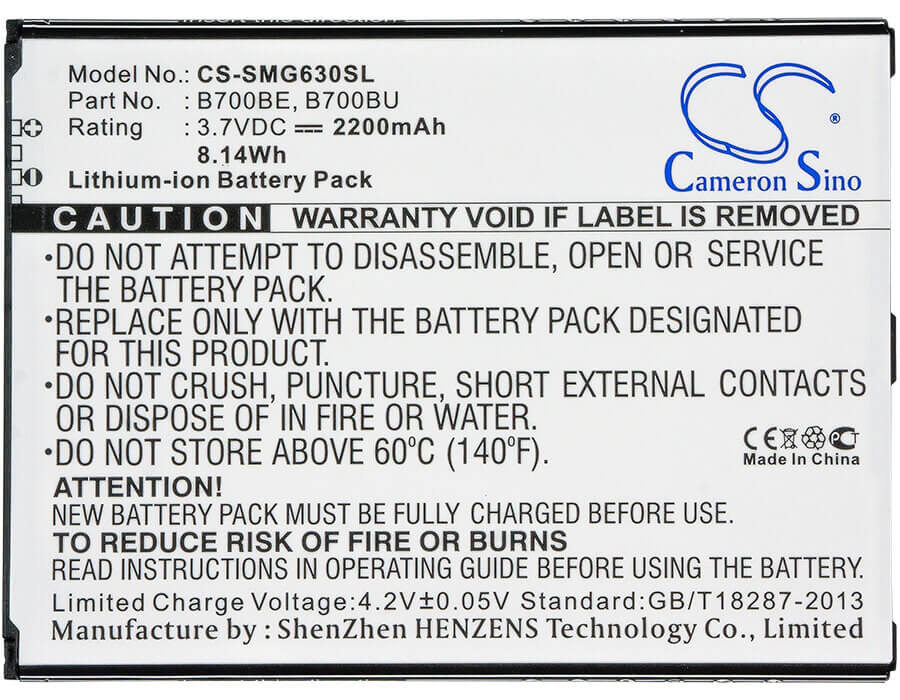 Model No.: CS-SMG630SL
Part No. : B700BE, B700BU
Rating : 3.7VDC ⎓ 2200mAh
8.14Wh
Lithium-ion Battery Pack
CS®
Cameron Sino
CAUTION WARRANTY VOID IF LABEL IS REMOVED
•DO NOT ATTEMPT TO DISASSEMBLE, OPEN OR SERVICE
THE BATTERY PACK.
•REPLACE ONLY WITH THE BATTERY PACK DESIGNATED
FOR THIS PRODUCT.
•DO NOT CRUSH, PUNCTURE, SHORT EXTERNAL CONTACTS
OR DISPOSE OF IN FIRE OR WATER.
•DO NOT STORE ABOVE 60°C (140°F).
CE PCT
Made In China
ATTENTION!
NEW BATTERY PACK MUST BE FULLY CHARGED BEFORE USE.
TO REDUCE RISK OF FIRE OR BURNS
READ INSTRUCTIONS IN OPERATING GUIDE BEFORE USING THE BATTERY.
Limited Charge Voltage:4.2V±0.05V Standard:GB/T18287-2013
Manufacturer: ShenZhen HENZENS Technology Co., Limited